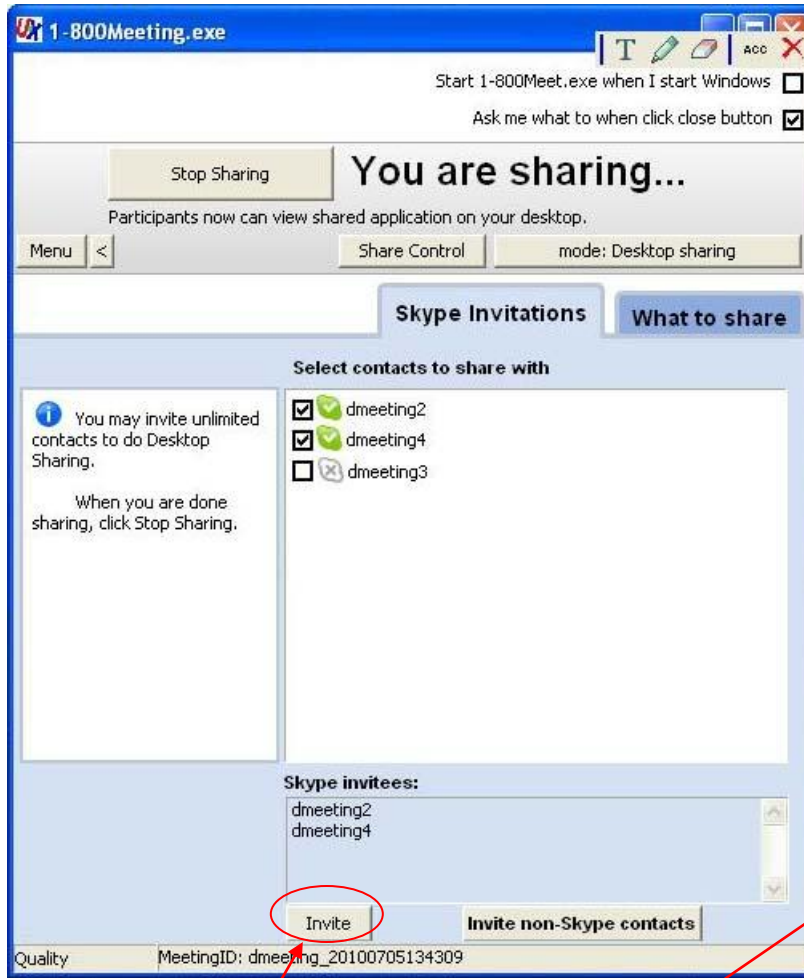 1-800Meeting.exe
T ACC
Start 1-800Meet.exe when I start Windows
Ask me what to when click close button
Stop Sharing
You are sharing...
Participants now can view shared application on your desktop.
Menu < Share Control mode: Desktop sharing
Skype Invitations What to share
Select contacts to share with
You may invite unlimited
contacts to do Desktop
Sharing.
When you are done
sharing, click Stop Sharing.
dmeeting2
dmeeting4
dmeeting3
Skype invitees:
dmeeting2
dmeeting4
Invite Invite non-Skype contacts
Quality MeetingID: dmeeting_20100705134309